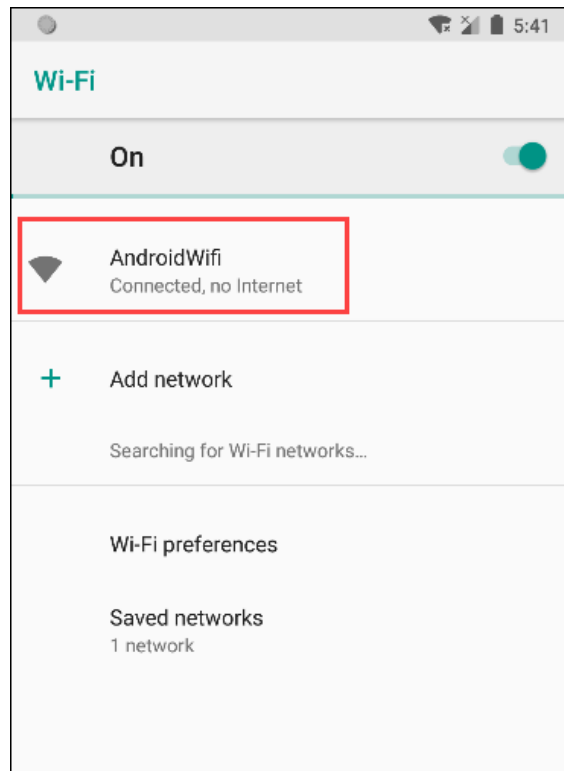 5:41
Wi-Fi
On
AndroidWifi
Connected, no Internet
Add network
Searching for Wi-Fi networks…
Wi-Fi preferences
Saved networks
1 network